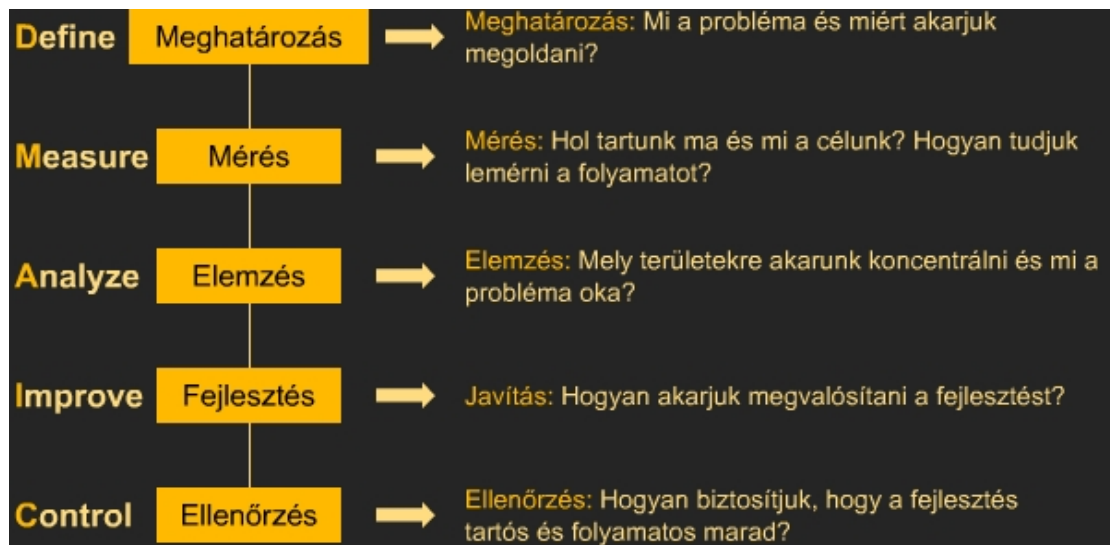 Define
Meghatározás
Meghatározás: Mi a probléma és miért akarjuk
megoldani?
Measure
Mérés
Mérés: Hol tartunk ma és mi a célunk? Hogyan tudjuk
lemérni a folyamatot?
Analyze
Elemzés
Elemzés: Mely területekre akarunk koncentrálni és mi a
probléma oka?
Improve
Fejlesztés
Javítás: Hogyan akarjuk megvalósítani a fejlesztést?
Control
Ellenőrzés
Ellenőrzés: Hogyan biztosítjuk, hogy a fejlesztés
tartós és folyamatos marad?